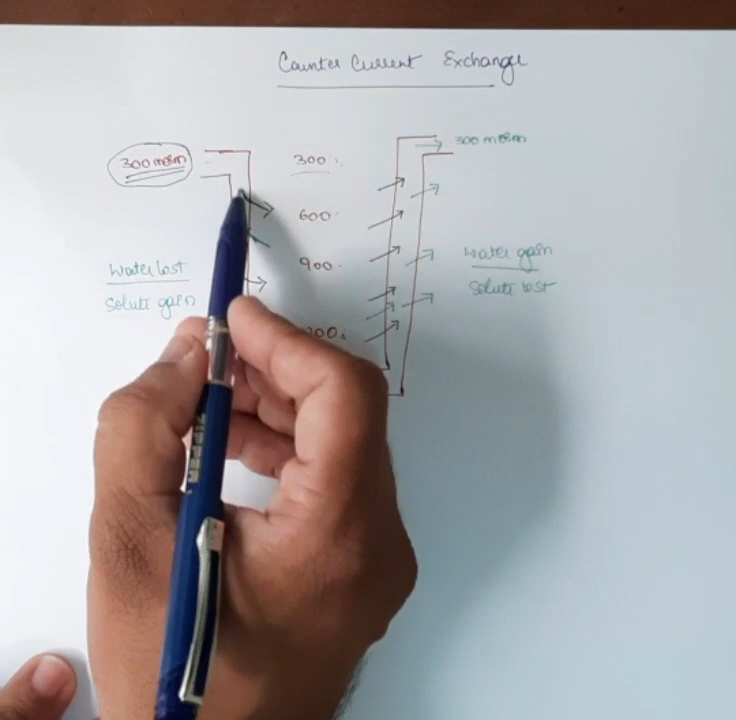 Counter Current Exchange
300 mosm
300
300 mosm
600
900
Water lost
Solute gain
Water gain
Solute lost